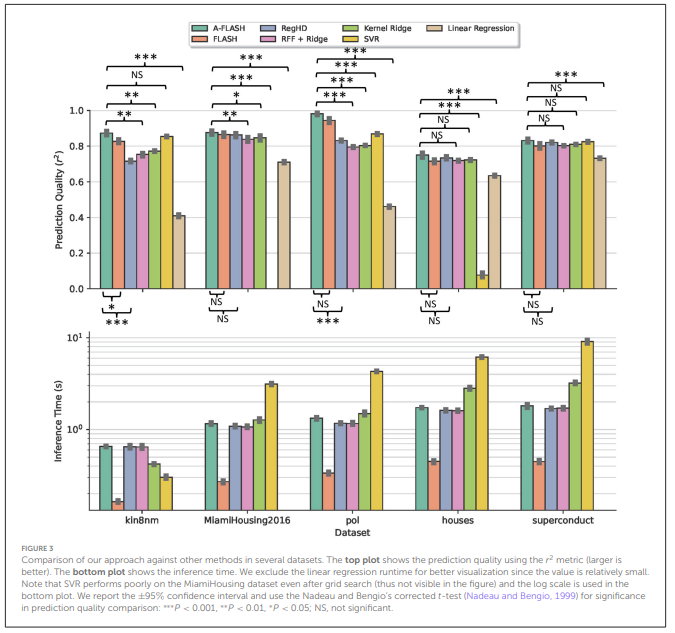 A-FLASH RegHD Kernel Ridge Linear Regression
FLASH RFF + Ridge SVR
*** *** ***
NS *** *** *** ***
** * *** *** NS
** ** *** NS NS
NS NS
NS
Prediction Quality (r²)
1.0
0.8
0.6
0.4
0.2
0.0
* NS NS NS NS
*** NS *** NS NS
Inference Time (s)
10¹
10⁰
kin8nm MiamiHousing2016 pol houses superconduct
Dataset
FIGURE 3
Comparison of our approach against other methods in several datasets. The top plot shows the prediction quality using the r² metric (larger is
better). The bottom plot shows the inference time. We exclude the linear regression runtime for better visualization since the value is relatively small.
Note that SVR performs poorly on the MiamiHousing dataset even after grid search (thus not visible in the figure) and the log scale is used in the
bottom plot. We report the ±95% confidence interval and use the Nadeau and Bengio's corrected t-test (Nadeau and Bengio, 1999) for significance
in prediction quality comparison: ***P < 0.001, **P < 0.01, *P < 0.05; NS, not significant.